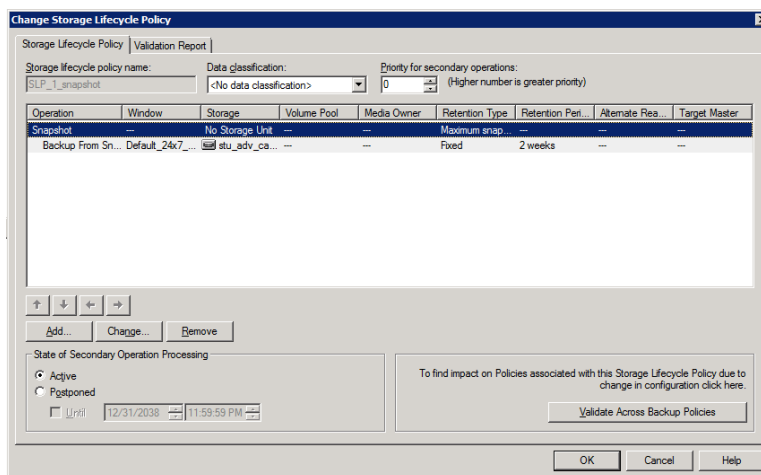 Change Storage Lifecycle Policy
Storage Lifecycle Policy Validation Report
Storage lifecycle policy name: Data classification: Priority for secondary operations:
SLP_1_snapshot <No data classification> 0 (Higher number is greater priority)
Operation Window Storage Volume Pool Media Owner Retention Type Retention Peri... Alternate Rea... Target Master
Snapshot --- No Storage Unit --- --- Maximum snap... --- --- ---
Backup From Sn... Default_24x7_... stu_adv_ca... --- --- Fixed 2 weeks --- ---
Add... Change... Remove
State of Secondary Operation Processing
Active
Postponed
Until 12/31/2038 11:59:59 PM
To find impact on Policies associated with this Storage Lifecycle Policy due to
change in configuration click here.
Validate Across Backup Policies
OK Cancel Help